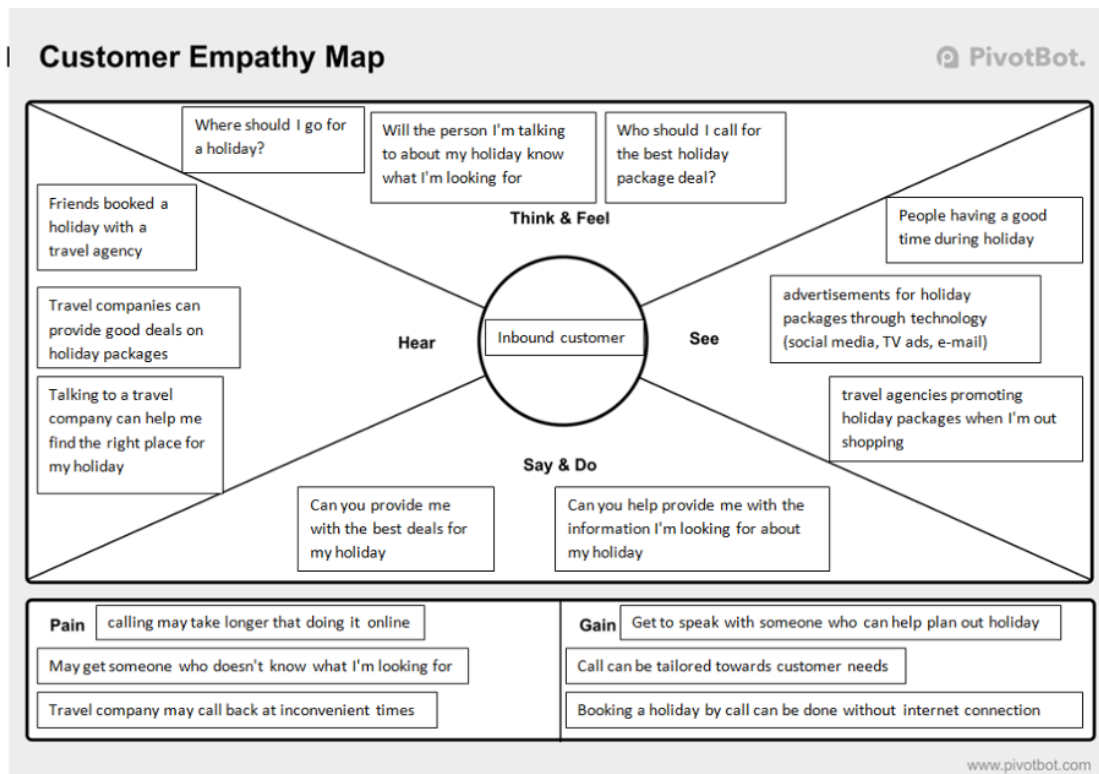 Customer Empathy Map
PivotBot.
Where should I go for
a holiday?
Will the person I'm talking
to about my holiday know
what I'm looking for
Who should I call for
the best holiday
package deal?
Think & Feel
Friends booked a
holiday with a
travel agency
Travel companies can
provide good deals on
holiday packages
Talking to a travel
company can help me
find the right place for
my holiday
Hear
Inbound customer
See
People having a good
time during holiday
advertisements for holiday
packages through technology
(social media, TV ads, e-mail)
travel agencies promoting
holiday packages when I'm out
shopping
Say & Do
Can you provide me
with the best deals for
my holiday
Can you help provide me with the
information I'm looking for about
my holiday
Pain
calling may take longer that doing it online
May get someone who doesn't know what I'm looking for
Travel company may call back at inconvenient times
Gain
Get to speak with someone who can help plan out holiday
Call can be tailored towards customer needs
Booking a holiday by call can be done without internet connection
www.pivotbot.com